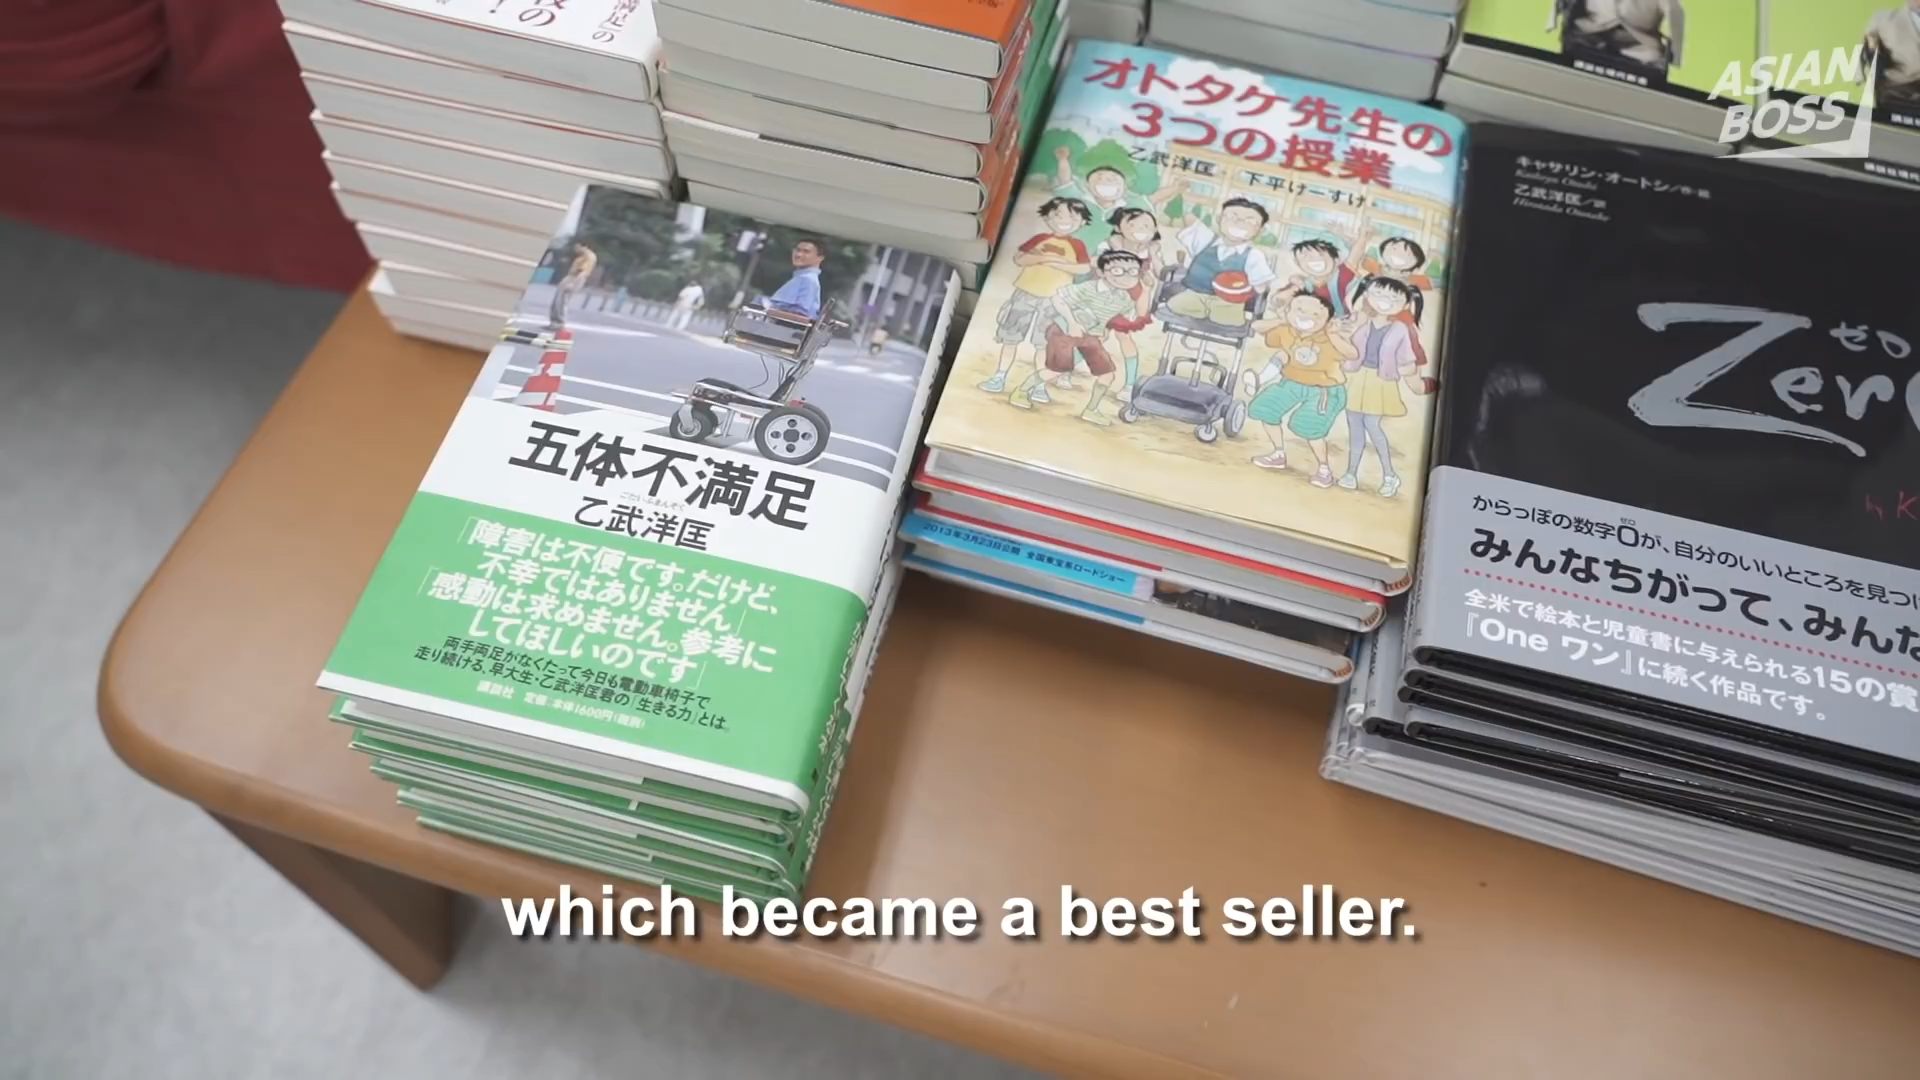 ASIAN
BOSS
オトタケ先生の
3つの授業
乙武洋匡・下平けーすけ
キャサリン・オートシ/作・絵
Kathryn Otoshi
乙武洋匡/訳
Hirotada Ototake
ゼロ
Zero
五体不満足
ごたいふまんぞく
乙武洋匡
「障害は不便です。だけど、
不幸ではありません」
「感動は求めません。参考に
してほしいのです」
両手両足がなくたって今日も電動車椅子で
走り続ける、早大生・乙武洋匡君の「生きる力」とは。
講談社 定価:本体1600円(税別)
2013年3月23日公開 全国東宝系ロードショー
からっぽの数字0が、自分のいいところを見つけ
ゼロ
みんなちがって、みんな
全米で絵本と児童書に与えられる15の賞
『One ワン』に続く作品です。
which became a best seller.